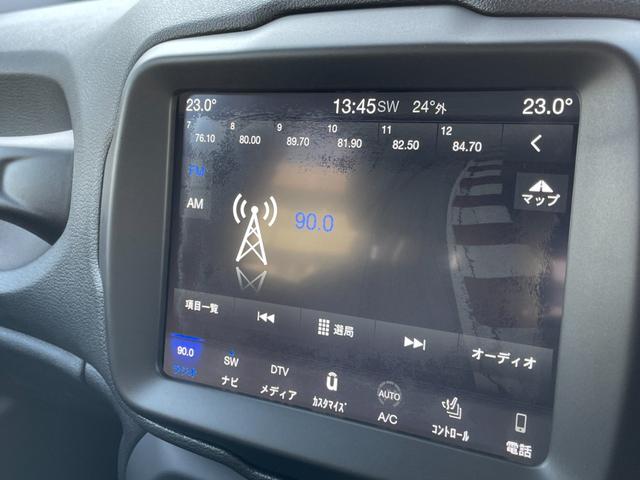 23.0° 13:45 SW 24°外 23.0°
7 8 9 10 11 12
76.10 80.00 89.70 81.90 82.50 84.70
FM
マップ
AM
90.0
項目一覧 選局 オーディオ
90.0 SW DTV AUTO
ラジオ ナビ メディア カスタマイズ A/C コントロール 電話